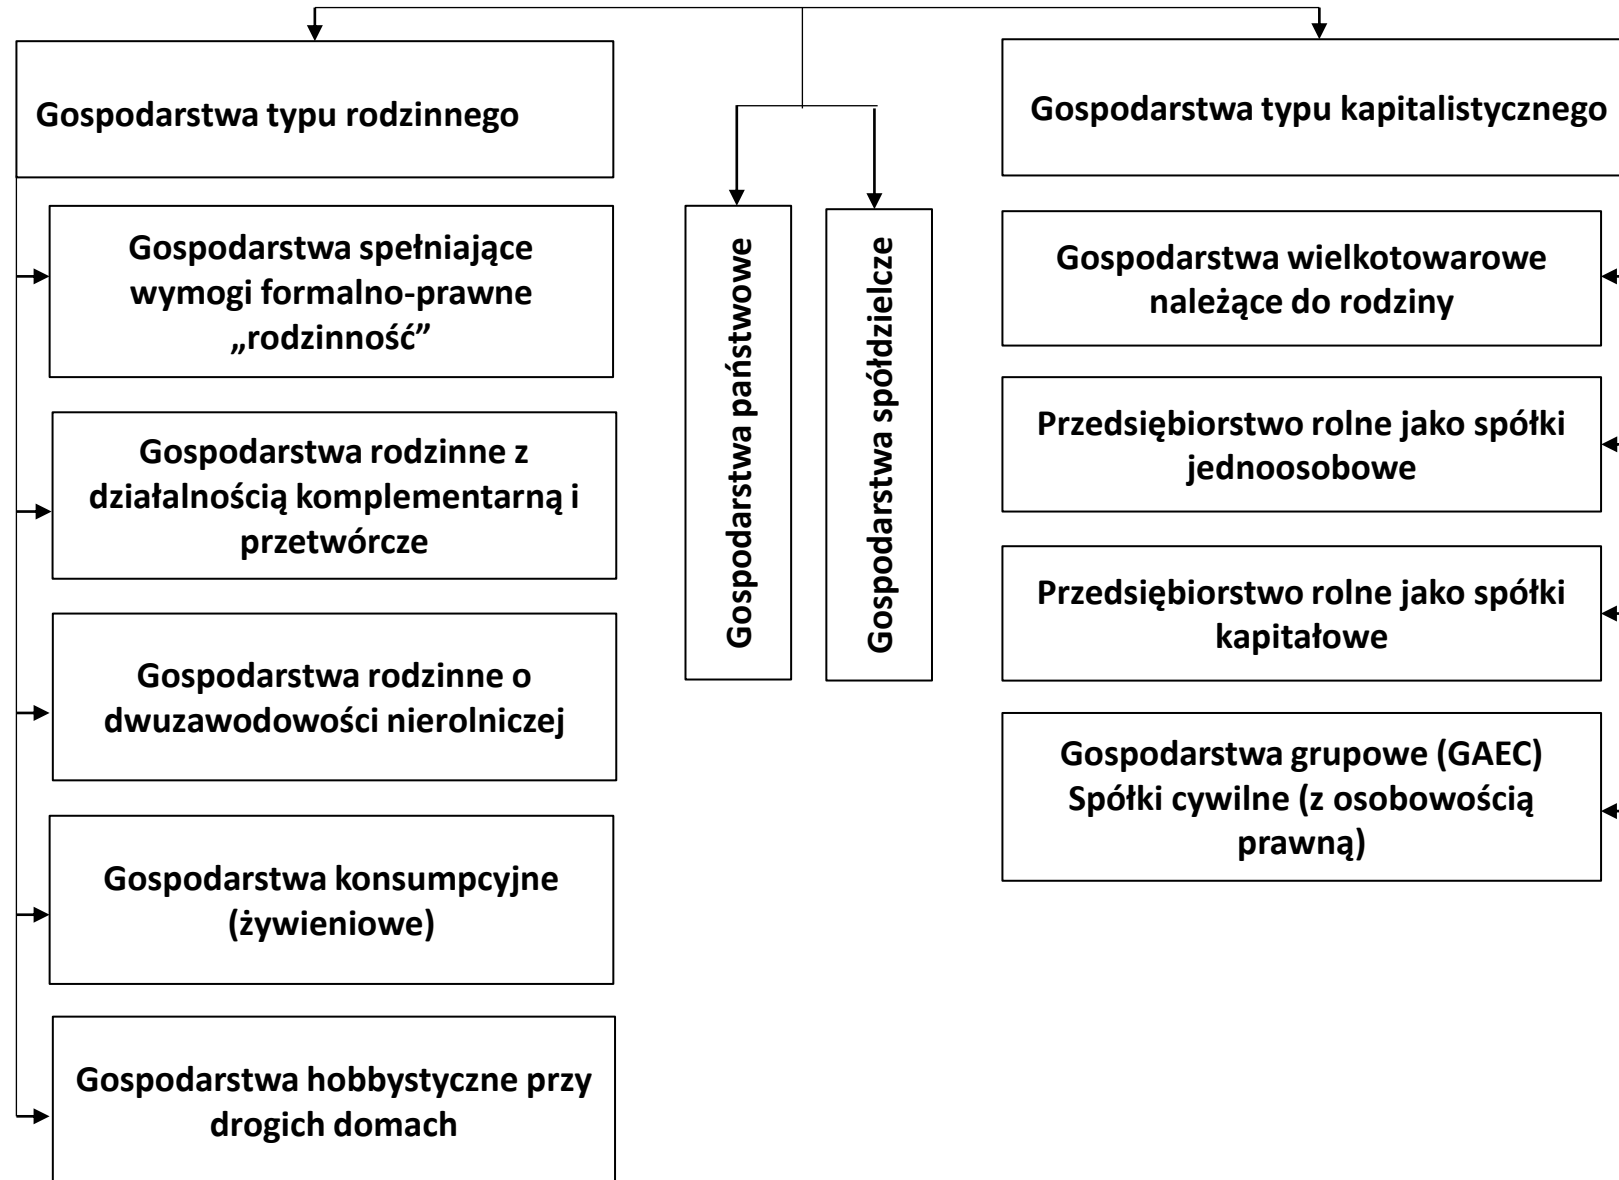 Gospodarstwa typu rodzinnego
Gospodarstwa spełniające
wymogi formalno-prawne
„rodzinność”
Gospodarstwa rodzinne z
działalnością komplementarną i
przetwórcze
Gospodarstwa rodzinne o
dwuzawodowości nierolniczej
Gospodarstwa konsumpcyjne
(żywieniowe)
Gospodarstwa hobbystyczne przy
drogich domach
Gospodarstwa państwowe
Gospodarstwa spółdzielcze
Gospodarstwa typu kapitalistycznego
Gospodarstwa wielkotowarowe
należące do rodziny
Przedsiębiorstwo rolne jako spółki
jednoosobowe
Przedsiębiorstwo rolne jako spółki
kapitałowe
Gospodarstwa grupowe (GAEC)
Spółki cywilne (z osobowością
prawną)